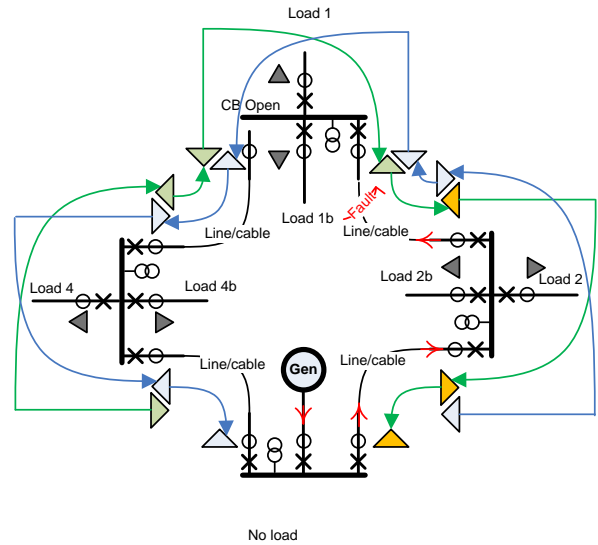 Load 1
CB Open
Load 1b
Fault
Line/cable
Line/cable
Load 4
Load 4b
Load 2b
Load 2
Line/cable
Line/cable
Gen
No load